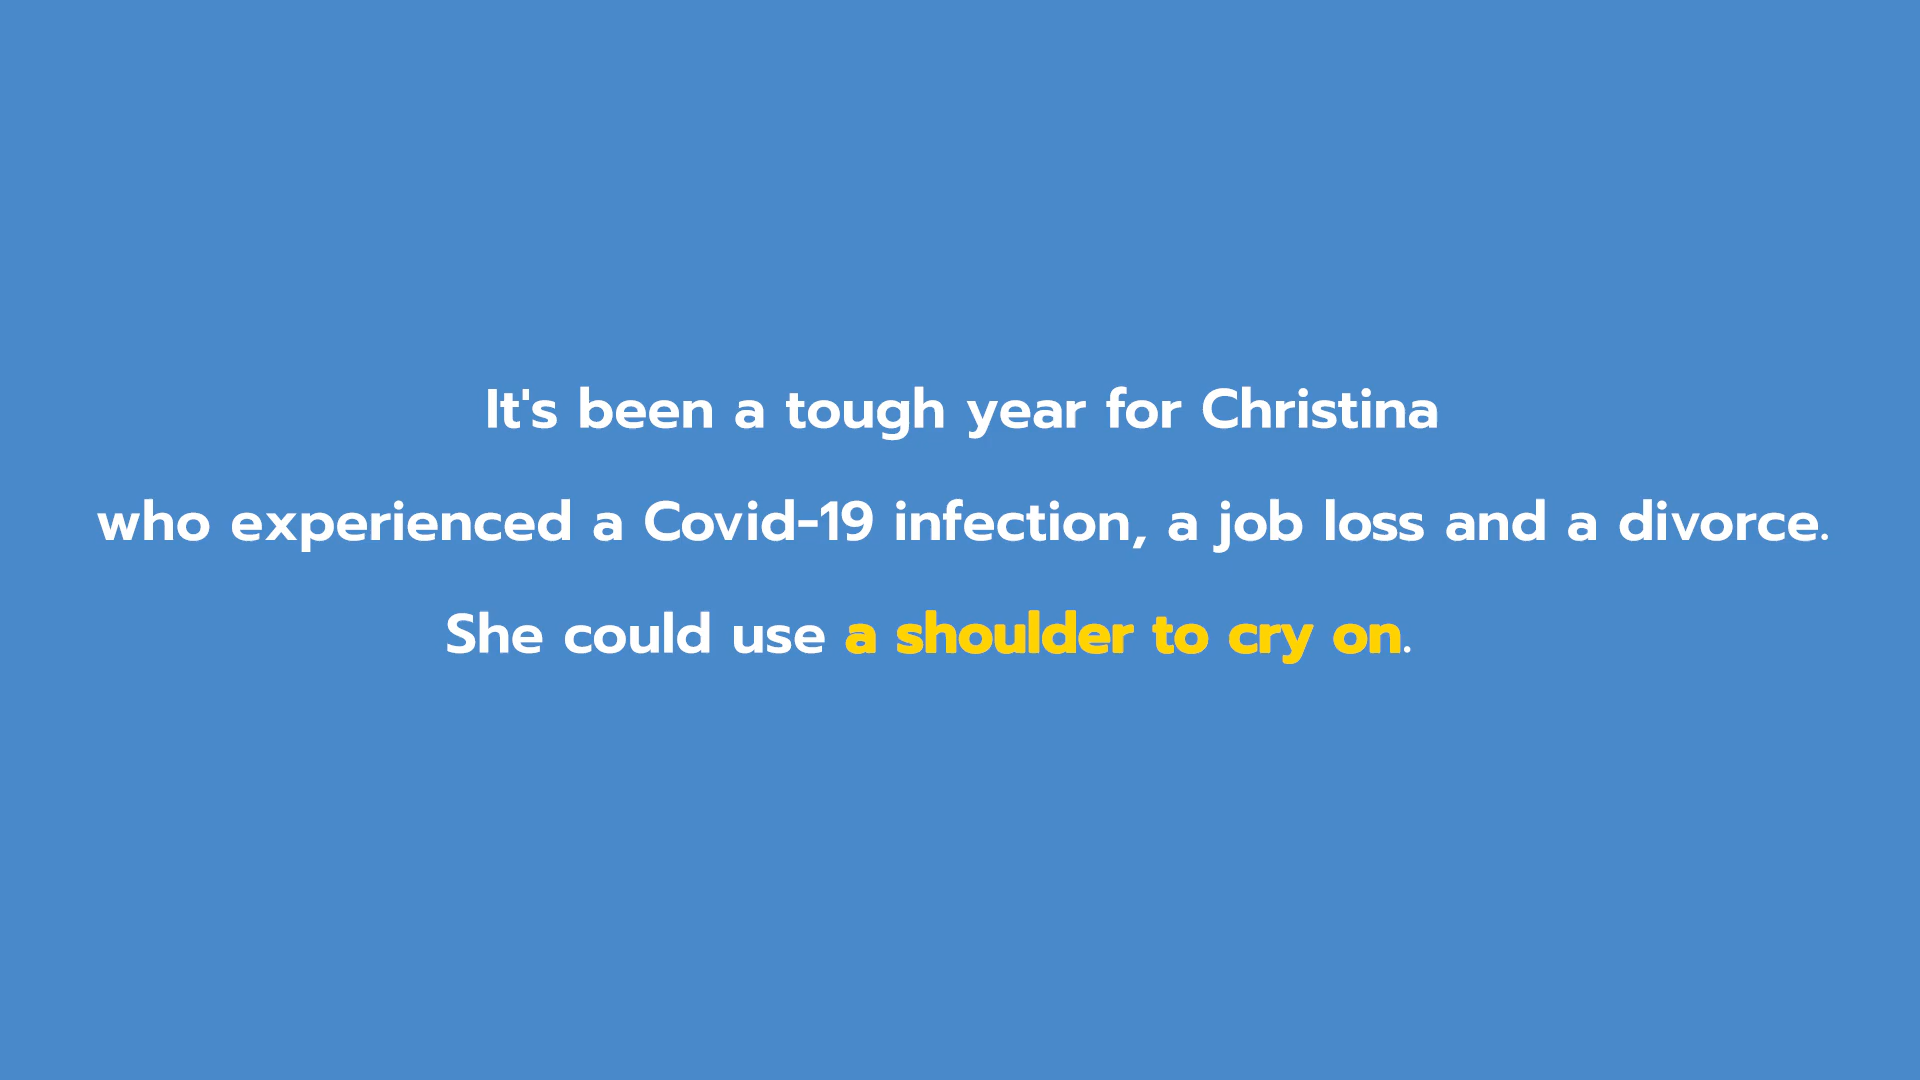 It's been a tough year for Christina
who experienced a Covid-19 infection, a job loss and a divorce.
She could use a shoulder to cry on.